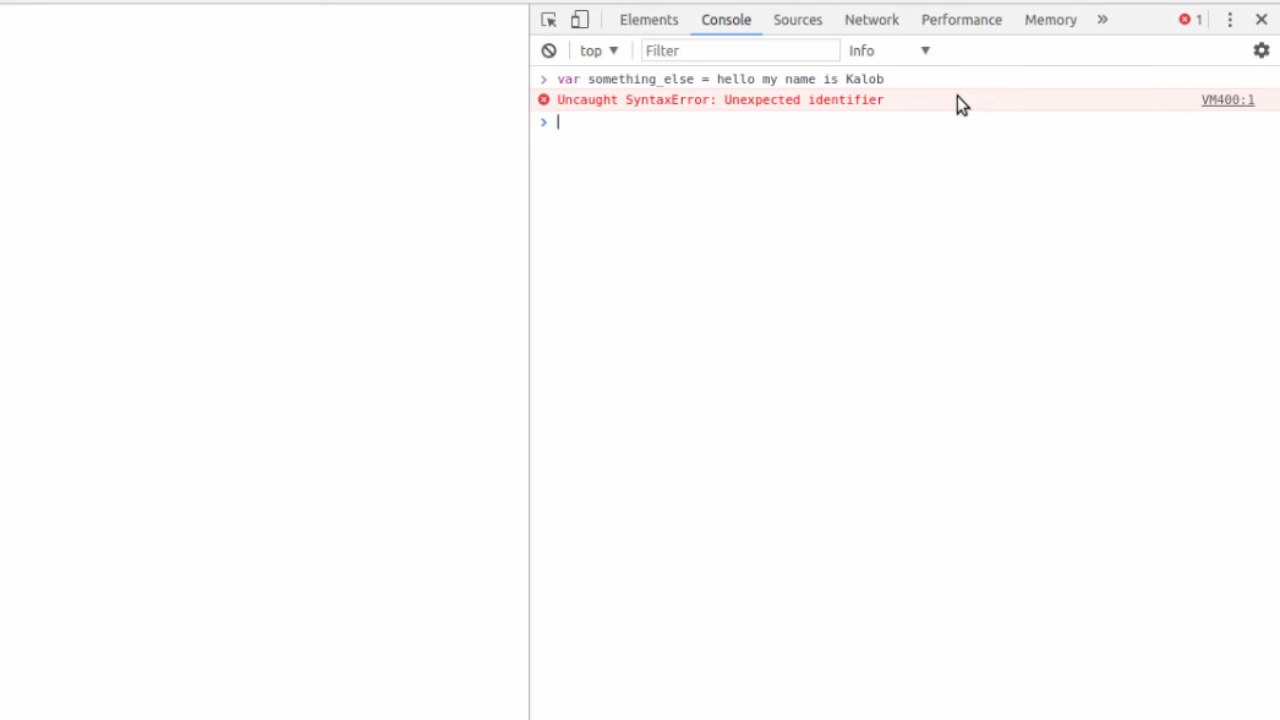 Elements Console Sources Network Performance Memory » 1
top ▼ Filter Info ▼
> var something_else = hello my name is Kalob
Uncaught SyntaxError: Unexpected identifier VM400:1
>